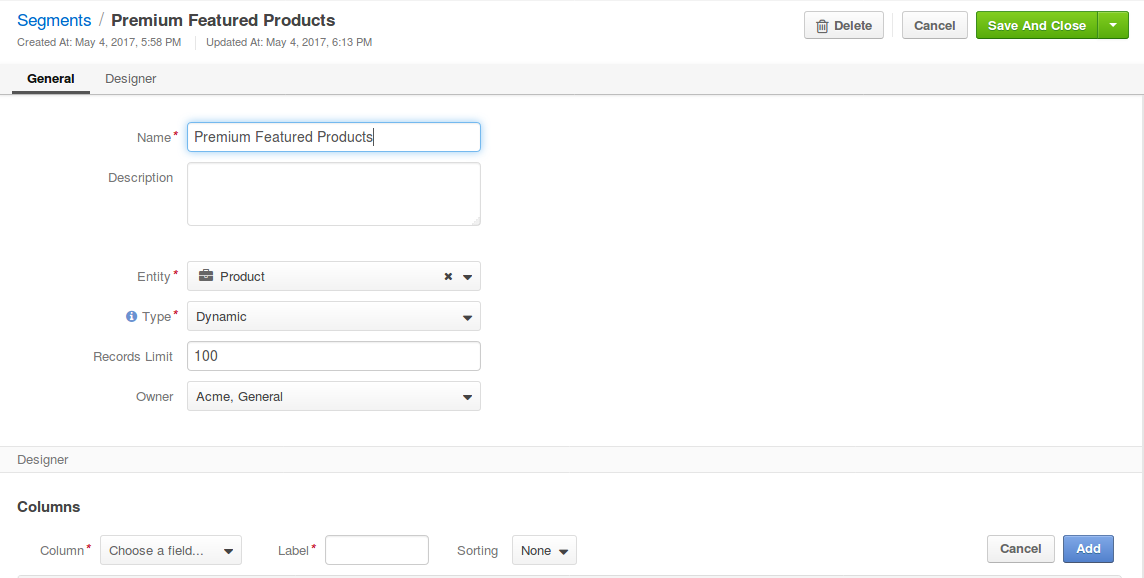 Segments / Premium Featured Products
Delete
Cancel
Save And Close
Created At: May 4, 2017, 5:58 PM
Updated At: May 4, 2017, 6:13 PM
General
Designer
Name*
Premium Featured Products
Description
Entity*
Product
Type*
Dynamic
Records Limit
100
Owner
Acme, General
Designer
Columns
Column*
Choose a field...
Label*
Sorting
None
Cancel
Add